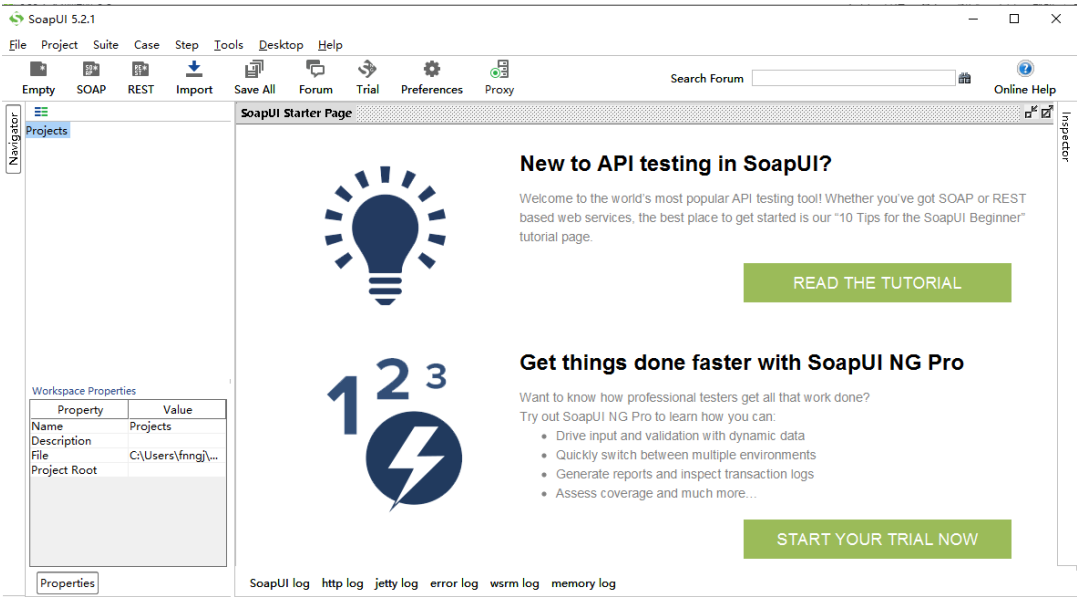 SoapUI 5.2.1
File Project Suite Case Step Tools Desktop Help
Empty SOAP REST Import Save All Forum Trial Preferences Proxy Search Forum Online Help
Navigator
Projects
SoapUI Starter Page
Inspector
New to API testing in SoapUI?
Welcome to the world's most popular API testing tool! Whether you've got SOAP or REST
based web services, the best place to get started is our “10 Tips for the SoapUI Beginner”
tutorial page.
READ THE TUTORIAL
1 2 3
Get things done faster with SoapUI NG Pro
Want to know how professional testers get all that work done?
Try out SoapUI NG Pro to learn how you can:
• Drive input and validation with dynamic data
• Quickly switch between multiple environments
• Generate reports and inspect transaction logs
• Assess coverage and much more…
START YOUR TRIAL NOW
Workspace Properties
Property Value
Name Projects
Description
File C:\Users\fnngj\...
Project Root
Properties
SoapUI log http log jetty log error log wsrm log memory log